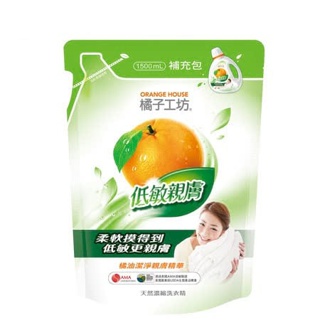 1500mL 補充包
ORANGE HOUSE
橘子工坊®
低敏親膚
柔軟摸得到
低敏更親膚
橘油潔淨親膚精華
AMA
天然濃縮洗衣精